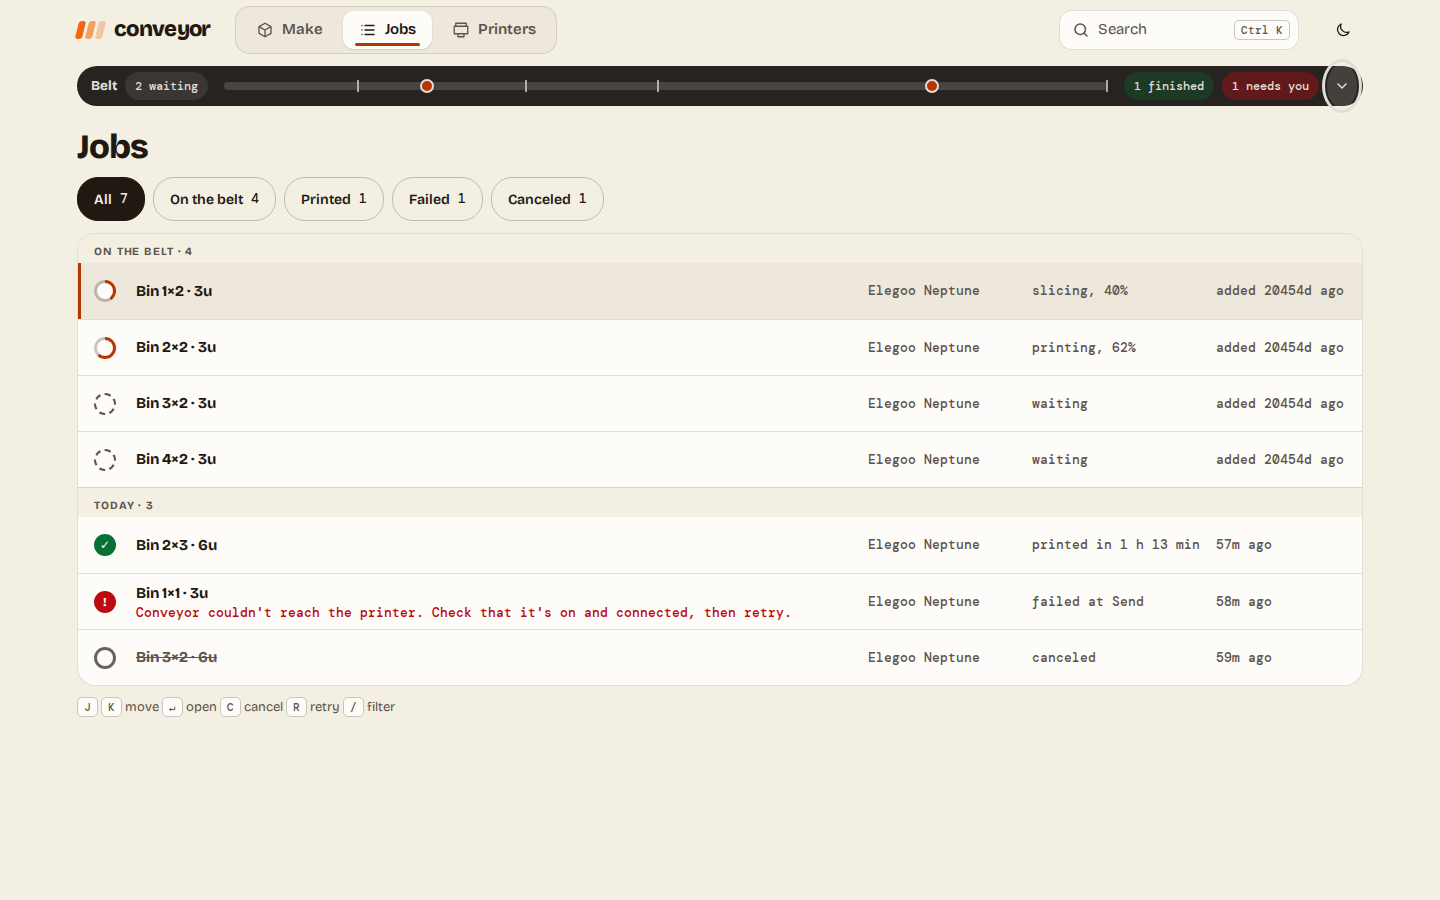 conveyor
Make
Jobs
Printers
Search
Ctrl K
Belt
2 waiting
1 finished
1 needs you
Jobs
All 7
On the belt 4
Printed 1
Failed 1
Canceled 1
ON THE BELT · 4
Bin 1×2 · 3u Elegoo Neptune slicing, 40% added 20454d ago
Bin 2×2 · 3u Elegoo Neptune printing, 62% added 20454d ago
Bin 3×2 · 3u Elegoo Neptune waiting added 20454d ago
Bin 4×2 · 3u Elegoo Neptune waiting added 20454d ago
TODAY · 3
✓ Bin 2×3 · 6u Elegoo Neptune printed in 1 h 13 min 57m ago
! Bin 1×1 · 3u Elegoo Neptune failed at Send 58m ago
Conveyor couldn't reach the printer. Check that it's on and connected, then retry.
Bin 3×2 · 6u Elegoo Neptune canceled 59m ago
J K move ↵ open C cancel R retry / filter